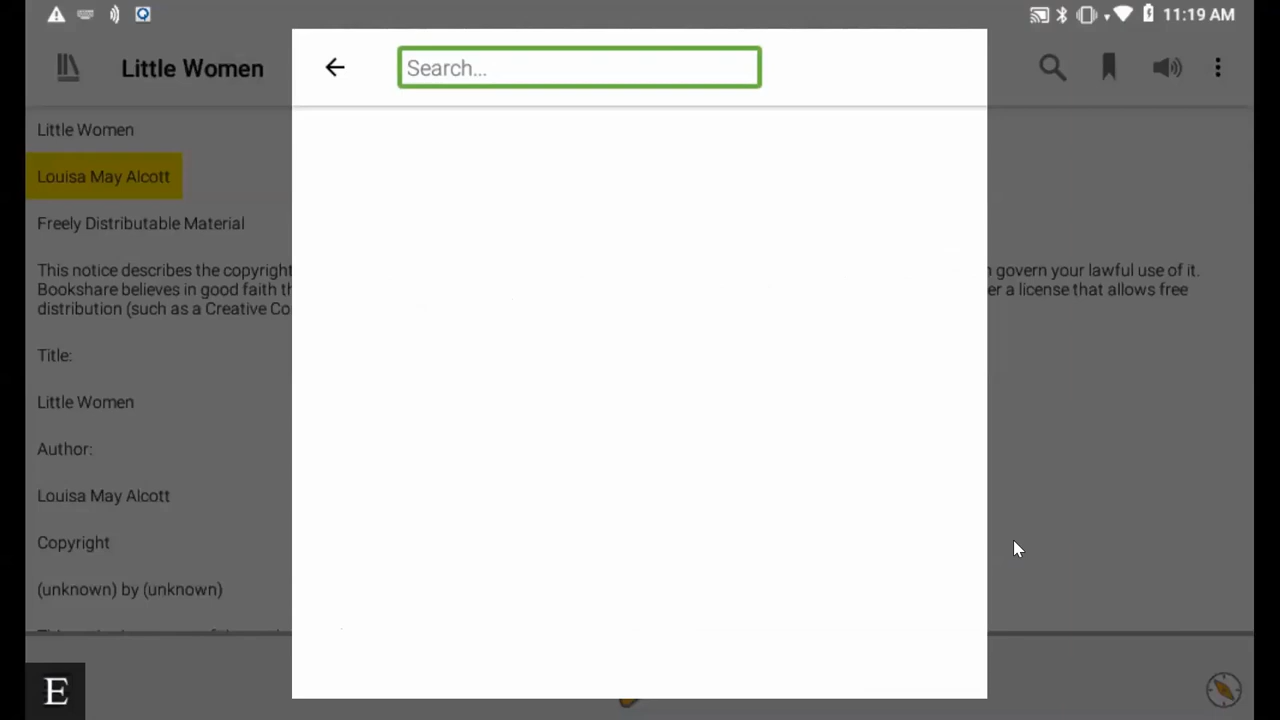 11:19 AM
Little Women
Search...
Little Women
Louisa May Alcott
Freely Distributable Material
This notice describes the copyright
govern your lawful use of it.
Bookshare believes in good faith
er a license that allows free
distribution (such as a Creative Co
Title:
Little Women
Author:
Louisa May Alcott
Copyright
(unknown) by (unknown)
E